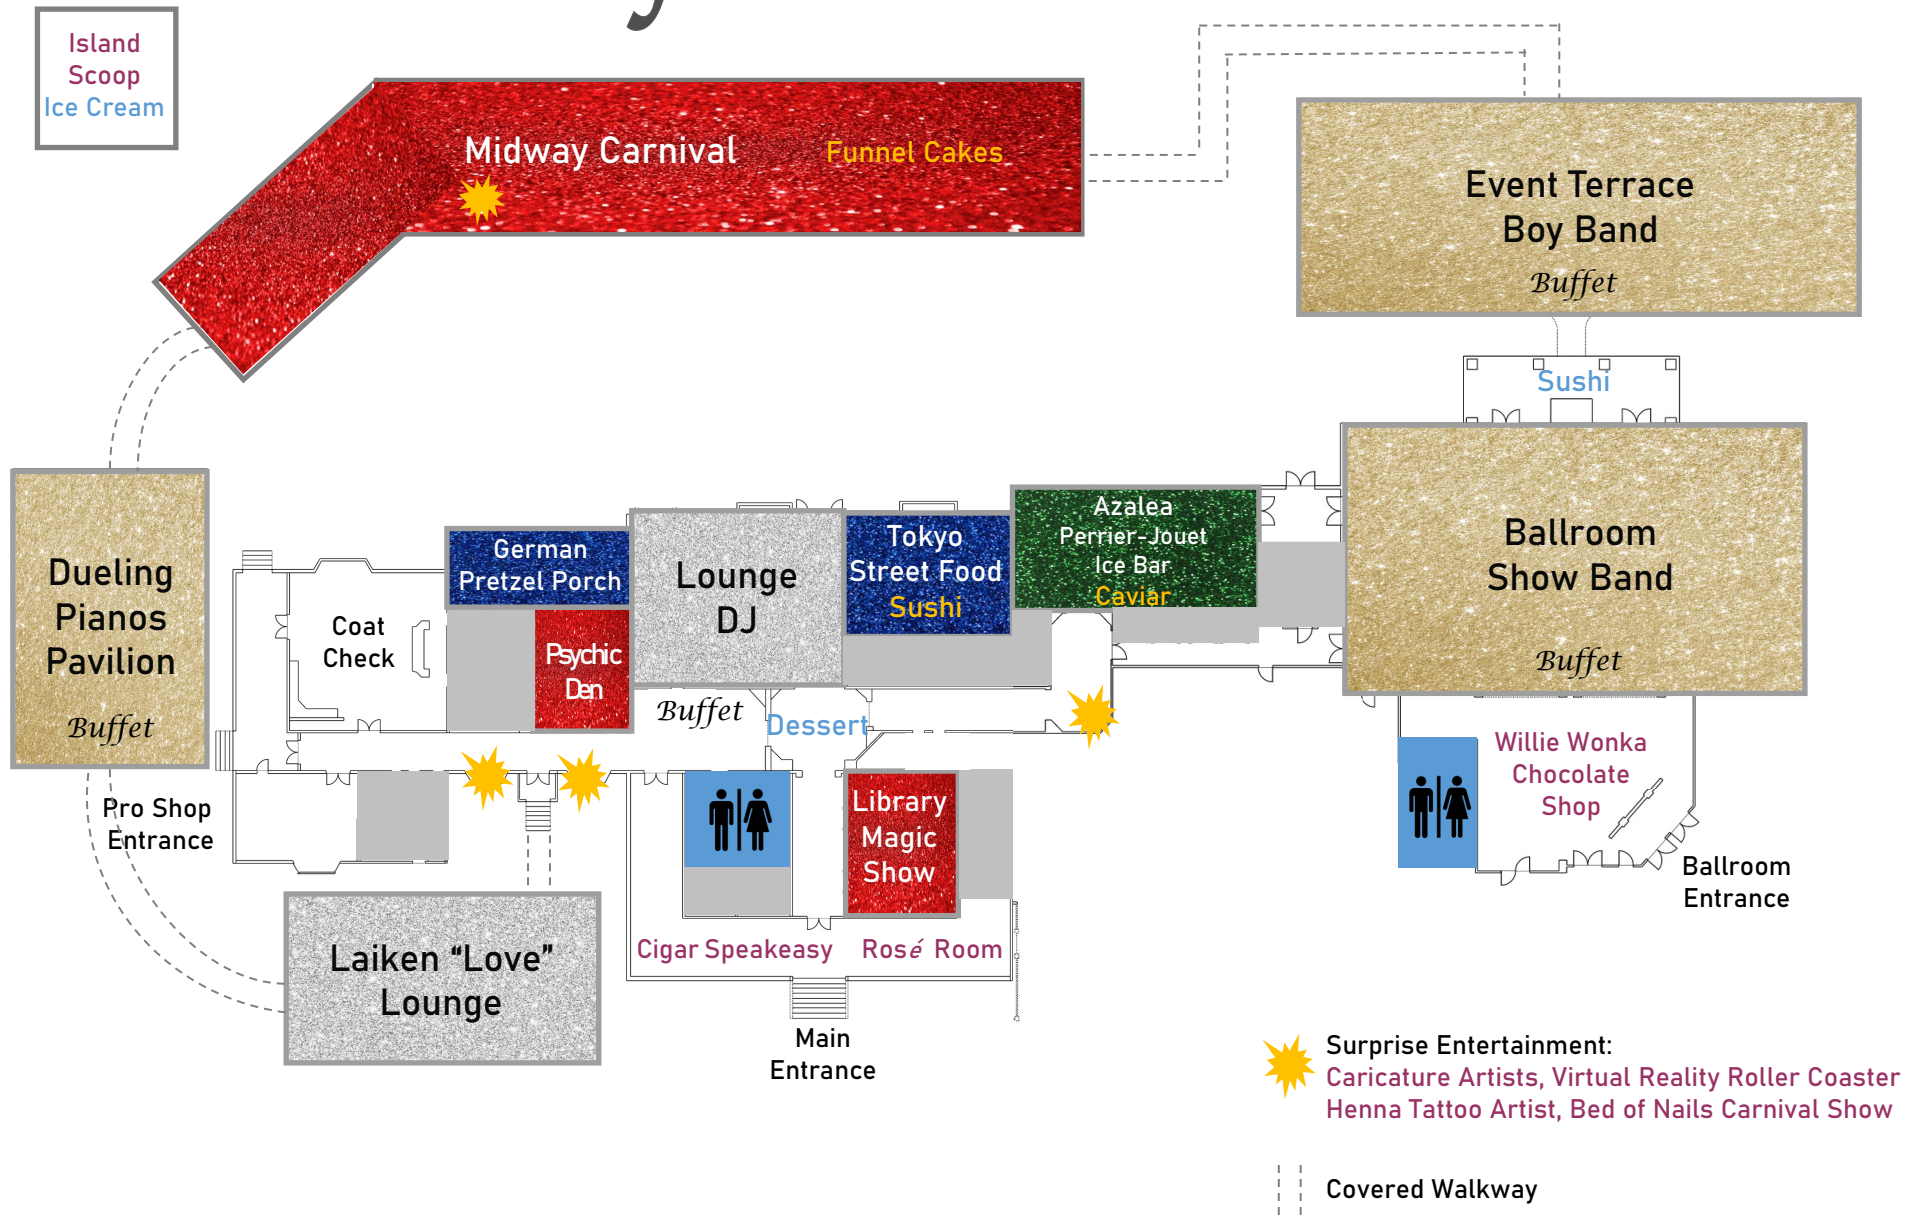 Island
Scoop
Ice Cream
Midway Carnival
Funnel Cakes
Event Terrace
Boy Band
Buffet
Sushi
Dueling
Pianos
Pavilion
Buffet
German
Pretzel Porch
Coat
Check
Psychic
Den
Lounge
DJ
Buffet
Dessert
Tokyo
Street Food
Sushi
Azalea
Perrier-Jouet
Ice Bar
Caviar
Ballroom
Show Band
Buffet
Willie Wonka
Chocolate
Shop
Pro Shop
Entrance
Library
Magic
Show
Ballroom
Entrance
Laiken “Love”
Lounge
Cigar Speakeasy
Rosé Room
Main
Entrance
Surprise Entertainment:
Caricature Artists, Virtual Reality Roller Coaster
Henna Tattoo Artist, Bed of Nails Carnival Show
Covered Walkway